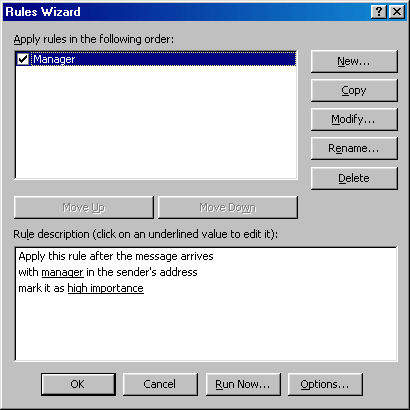 Rules Wizard
Apply rules in the following order:
Manager
New...
Copy
Modify...
Rename...
Delete
Move Up
Move Down
Rule description (click on an underlined value to edit it):
Apply this rule after the message arrives
with manager in the sender's address
mark it as high importance
OK
Cancel
Run Now...
Options...